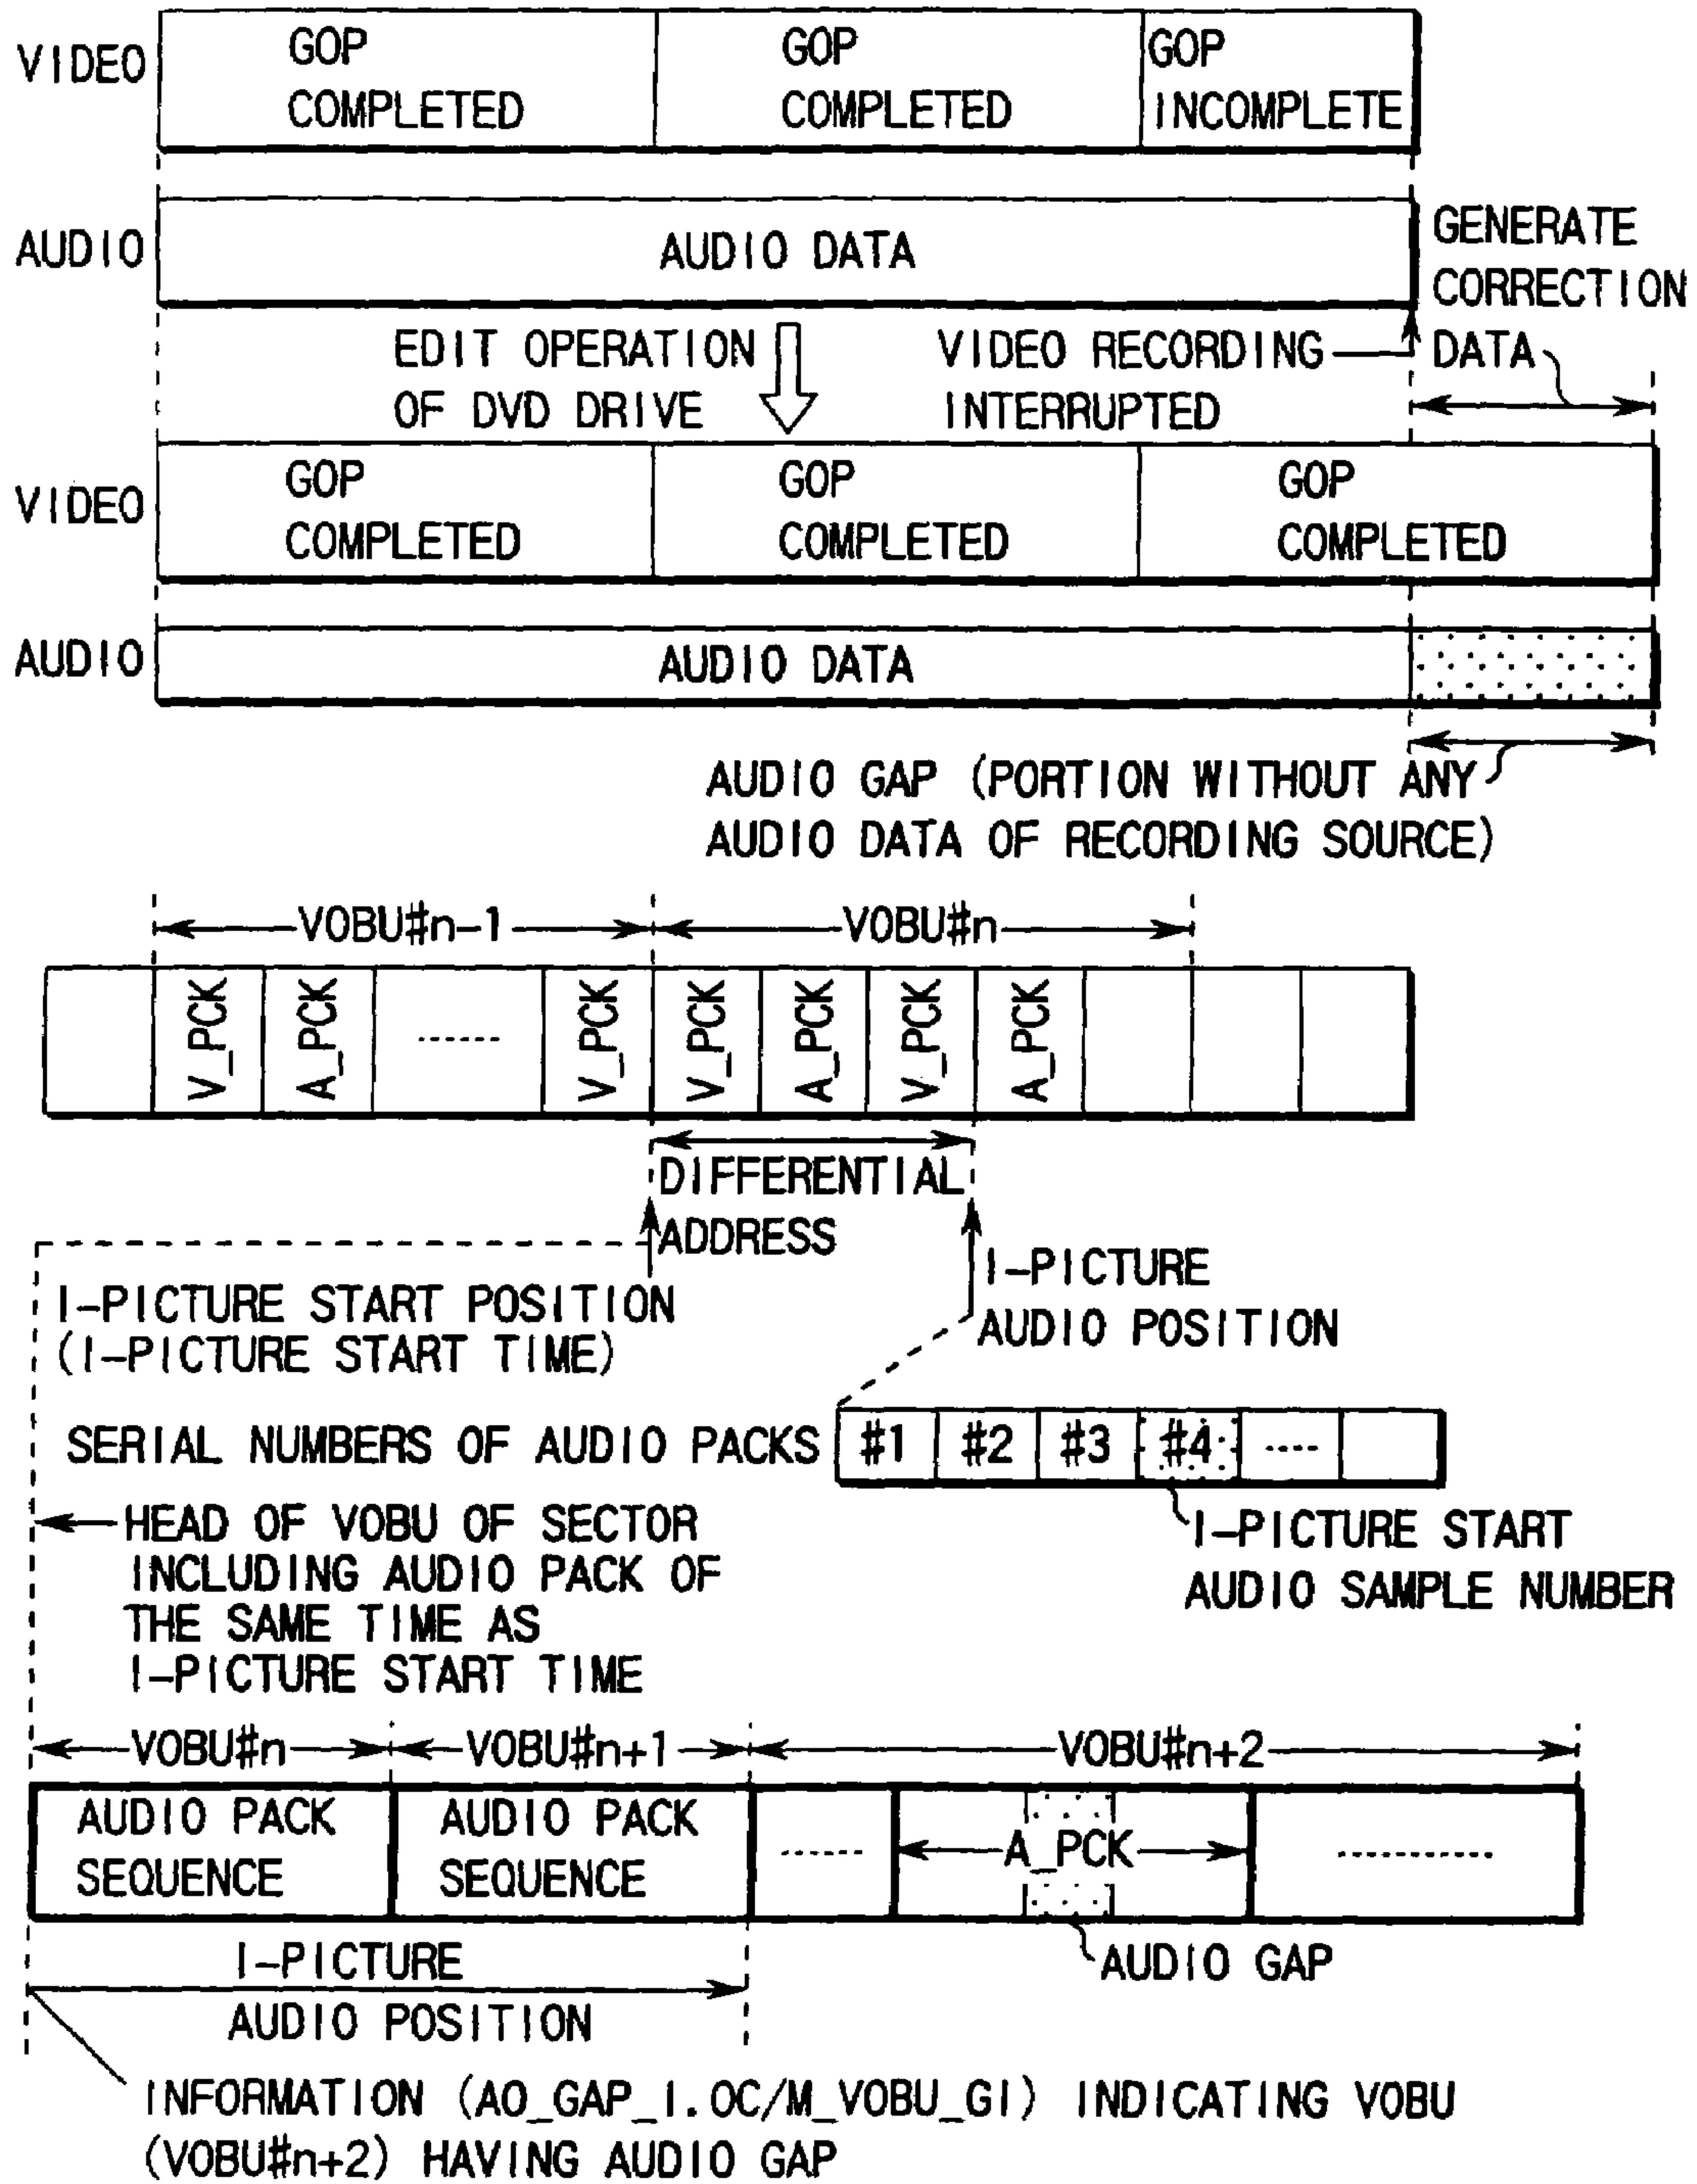 VIDEO
GOP
COMPLETED
GOP
COMPLETED
GOP
INCOMPLETE
AUDIO
AUDIO DATA
GENERATE
CORRECTION
DATA
EDIT OPERATION
OF DVD DRIVE
VIDEO RECORDING
INTERRUPTED
VIDEO
GOP
COMPLETED
GOP
COMPLETED
GOP
COMPLETED
AUDIO
AUDIO DATA
AUDIO GAP (PORTION WITHOUT ANY
AUDIO DATA OF RECORDING SOURCE)
VOBU#n-1
VOBU#n
V_PCK
A_PCK
V_PCK
V_PCK
A_PCK
V_PCK
A_PCK
DIFFERENTIAL
ADDRESS
I-PICTURE START POSITION
(I-PICTURE START TIME)
I-PICTURE
AUDIO POSITION
SERIAL NUMBERS OF AUDIO PACKS
#1
#2
#3
#4
I-PICTURE START
AUDIO SAMPLE NUMBER
HEAD OF VOBU OF SECTOR
INCLUDING AUDIO PACK OF
THE SAME TIME AS
I-PICTURE START TIME
VOBU#n
VOBU#n+1
VOBU#n+2
AUDIO PACK
SEQUENCE
AUDIO PACK
SEQUENCE
A_PCK
AUDIO GAP
I-PICTURE
AUDIO POSITION
INFORMATION (A0_GAP_I.OC/M_VOBU_GI) INDICATING VOBU
(VOBU#n+2) HAVING AUDIO GAP